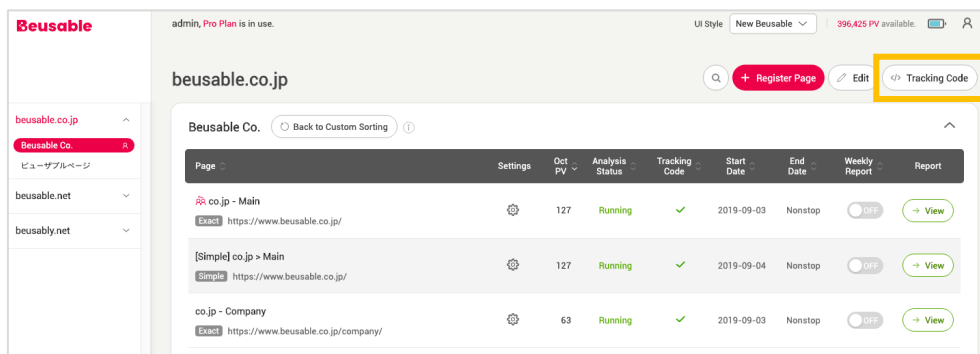 Beusable
admin, Pro Plan is in use.
UI Style New Beusable 396,425 PV available.
beusable.co.jp
+ Register Page Edit </> Tracking Code
beusable.co.jp
Beusable Co.
ビューザブルページ
beusable.net
beusably.net
Beusable Co. Back to Custom Sorting i
Page Settings Oct PV Analysis Status Tracking Code Start Date End Date Weekly Report Report
co.jp - Main
Exact https://www.beusable.co.jp/
127 Running 2019-09-03 Nonstop OFF → View
[Simple] co.jp > Main
Simple https://www.beusable.co.jp/
127 Running 2019-09-04 Nonstop OFF → View
co.jp - Company
Exact https://www.beusable.co.jp/company/
63 Running 2019-09-03 Nonstop OFF → View